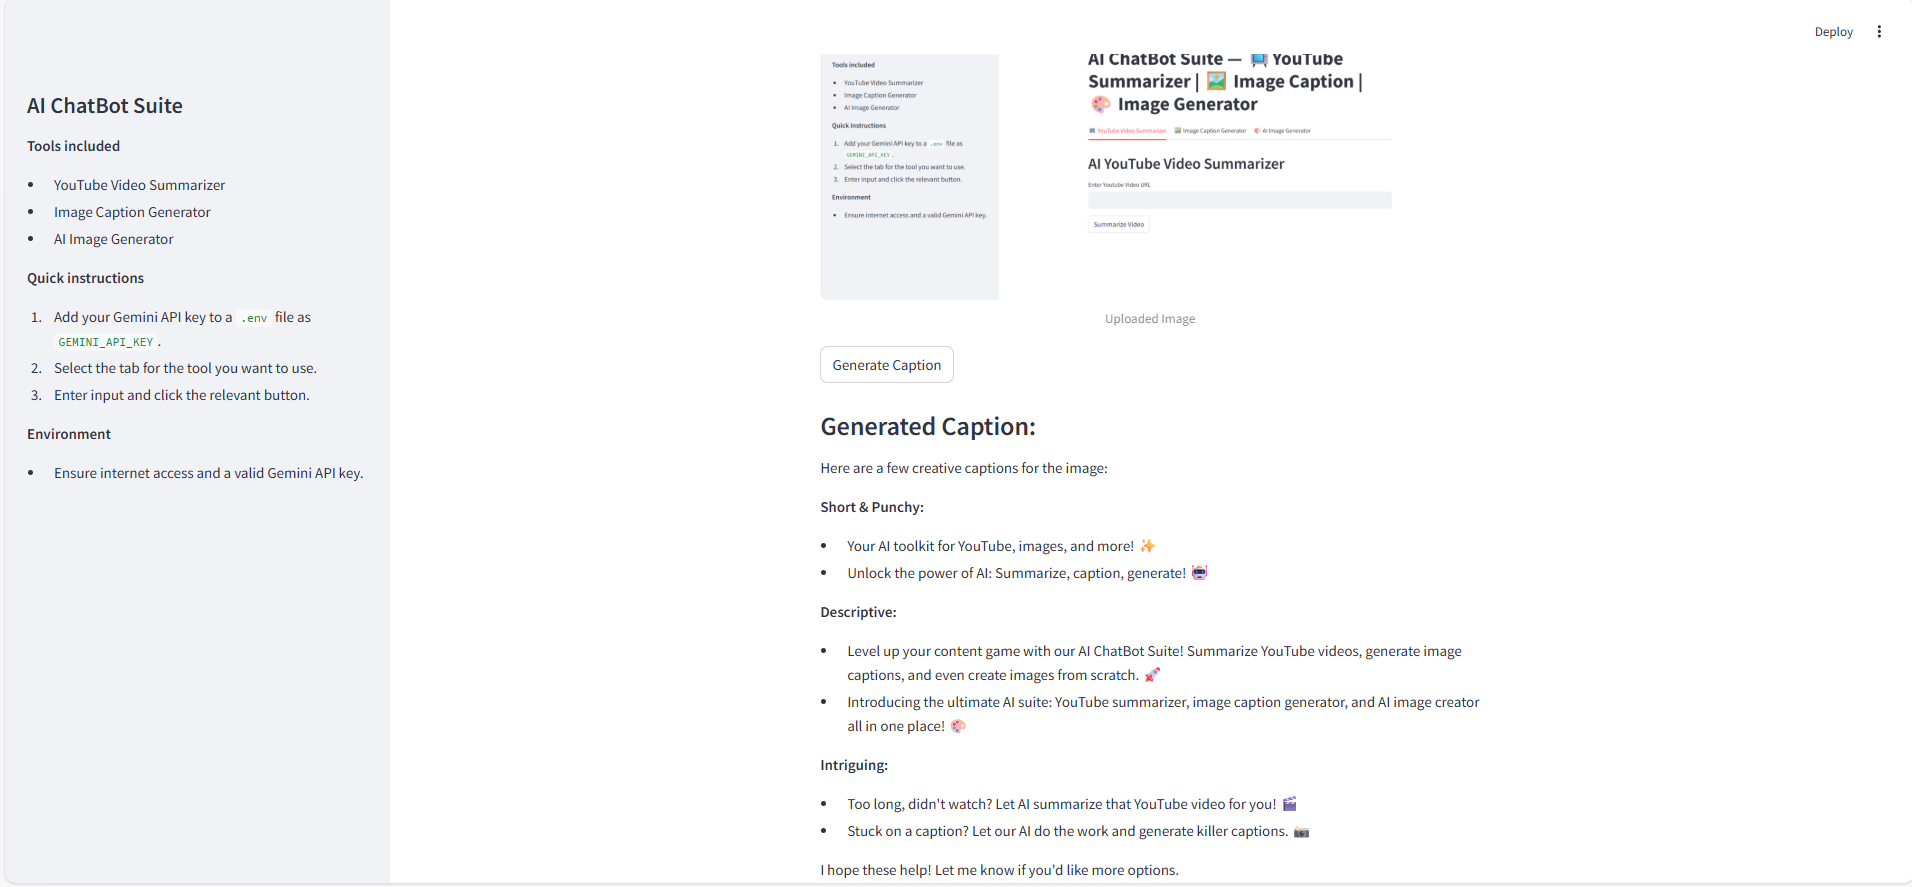 Deploy
AI ChatBot Suite
Tools included
YouTube Video Summarizer
Image Caption Generator
AI Image Generator
Quick instructions
1. Add your Gemini API key to a .env file as
GEMINI_API_KEY.
2. Select the tab for the tool you want to use.
3. Enter input and click the relevant button.
Environment
Ensure internet access and a valid Gemini API key.
Tools included
YouTube Video Summarizer
Image Caption Generator
AI Image Generator
Quick instructions
1. Add your Gemini API key to a .env file as
GEMINI_API_KEY.
2. Select the tab for the tool you want to use.
3. Enter input and click the relevant button.
Environment
Ensure internet access and a valid Gemini API key.
AI ChatBot Suite — 📺 YouTube
Summarizer | 🖼️ Image Caption |
🎨 Image Generator
YouTube Video Summarizer Image Caption Generator AI Image Generator
AI YouTube Video Summarizer
Enter Youtube Video URL
Summarize Video
Uploaded Image
Generate Caption
Generated Caption:
Here are a few creative captions for the image:
Short & Punchy:
Your AI toolkit for YouTube, images, and more! ✨
Unlock the power of AI: Summarize, caption, generate! 🤖
Descriptive:
Level up your content game with our AI ChatBot Suite! Summarize YouTube videos, generate image
captions, and even create images from scratch. 🚀
Introducing the ultimate AI suite: YouTube summarizer, image caption generator, and AI image creator
all in one place! 🎨
Intriguing:
Too long, didn't watch? Let AI summarize that YouTube video for you! 🎬
Stuck on a caption? Let our AI do the work and generate killer captions. 📸
I hope these help! Let me know if you'd like more options.